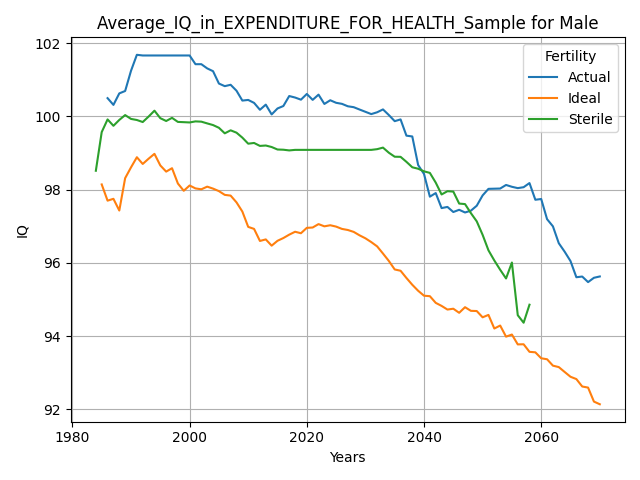 Average_IQ_in_EXPENDITURE_FOR_HEALTH_Sample for Male
Fertility
Actual
Ideal
Sterile
102
100
98
96
94
92
IQ
1980
2000
2020
2040
2060
Years